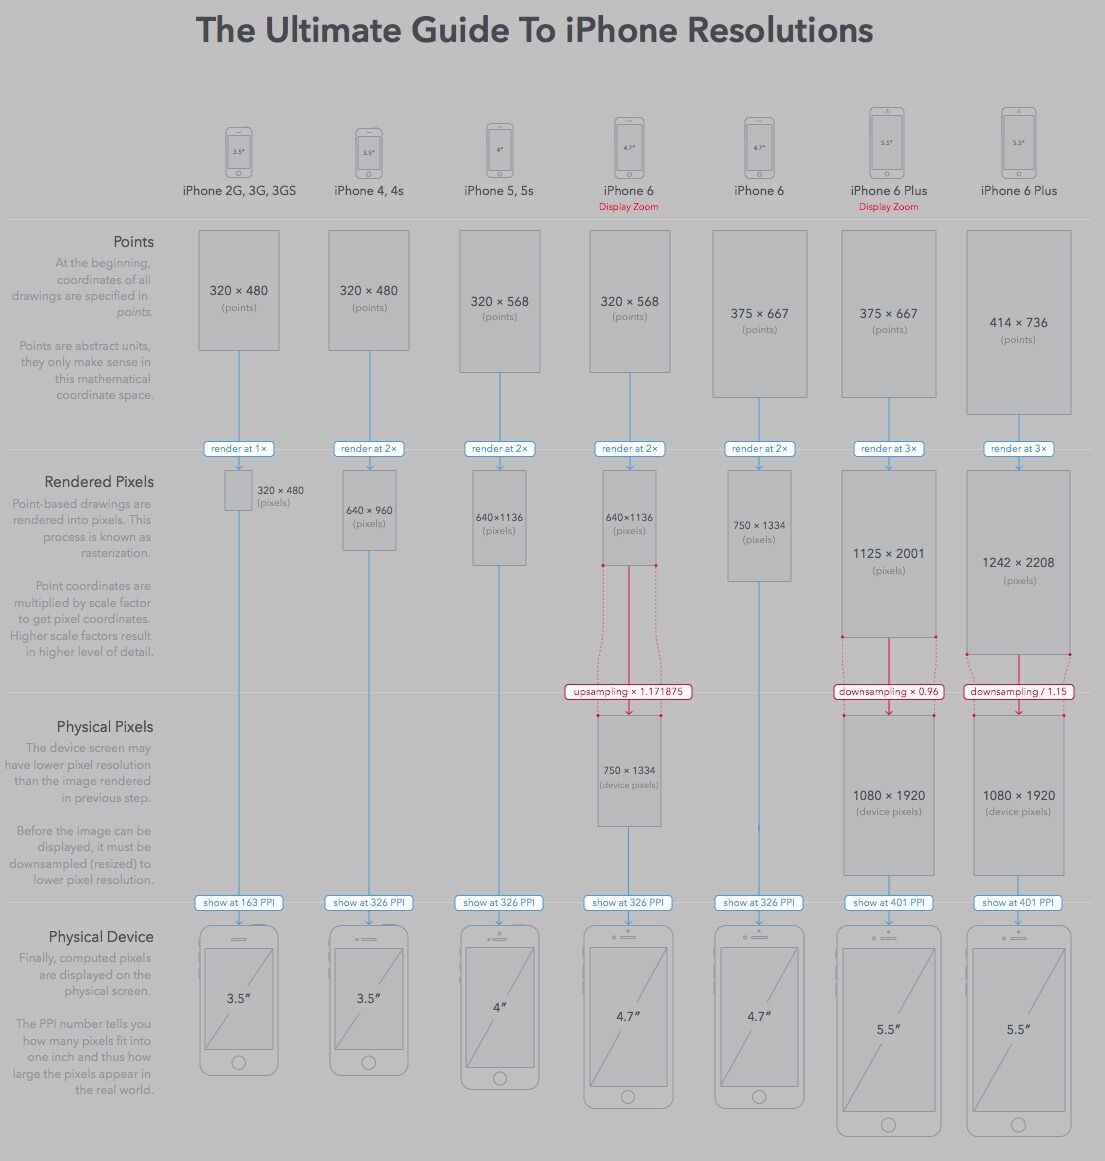 The Ultimate Guide To iPhone Resolutions
3.5″
3.5″
4″
4.7″
4.7″
5.5″
5.5″
iPhone 2G, 3G, 3GS
iPhone 4, 4s
iPhone 5, 5s
iPhone 6
Display Zoom
iPhone 6
iPhone 6 Plus
Display Zoom
iPhone 6 Plus
Points
At the beginning,
coordinates of all
drawings are specified in
points.
Points are abstract units,
they only make sense in
this mathematical
coordinate space.
320 × 480
(points)
320 × 480
(points)
320 × 568
(points)
320 × 568
(points)
375 × 667
(points)
375 × 667
(points)
414 × 736
(points)
render at 1×
render at 2×
render at 2×
render at 2×
render at 2×
render at 3×
render at 3×
Rendered Pixels
Point-based drawings are
rendered into pixels. This
process is known as
rasterization.
Point coordinates are
multiplied by scale factor
to get pixel coordinates.
Higher scale factors result
in higher level of detail.
320 × 480
(pixels)
640 × 960
(pixels)
640×1136
(pixels)
640×1136
(pixels)
750 × 1334
(pixels)
1125 × 2001
(pixels)
1242 × 2208
(pixels)
upsampling × 1.171875
downsampling × 0.96
downsampling / 1.15
Physical Pixels
The device screen may
have lower pixel resolution
than the image rendered
in previous step.
Before the image can be
displayed, it must be
downsampled (resized) to
lower pixel resolution.
750 × 1334
(device pixels)
1080 × 1920
(device pixels)
1080 × 1920
(device pixels)
show at 163 PPI
show at 326 PPI
show at 326 PPI
show at 326 PPI
show at 326 PPI
show at 401 PPI
show at 401 PPI
Physical Device
Finally, computed pixels
are displayed on the
physical screen.
The PPI number tells you
how many pixels fit into
one inch and thus how
large the pixels appear in
the real world.
3.5″
3.5″
4″
4.7″
4.7″
5.5″
5.5″